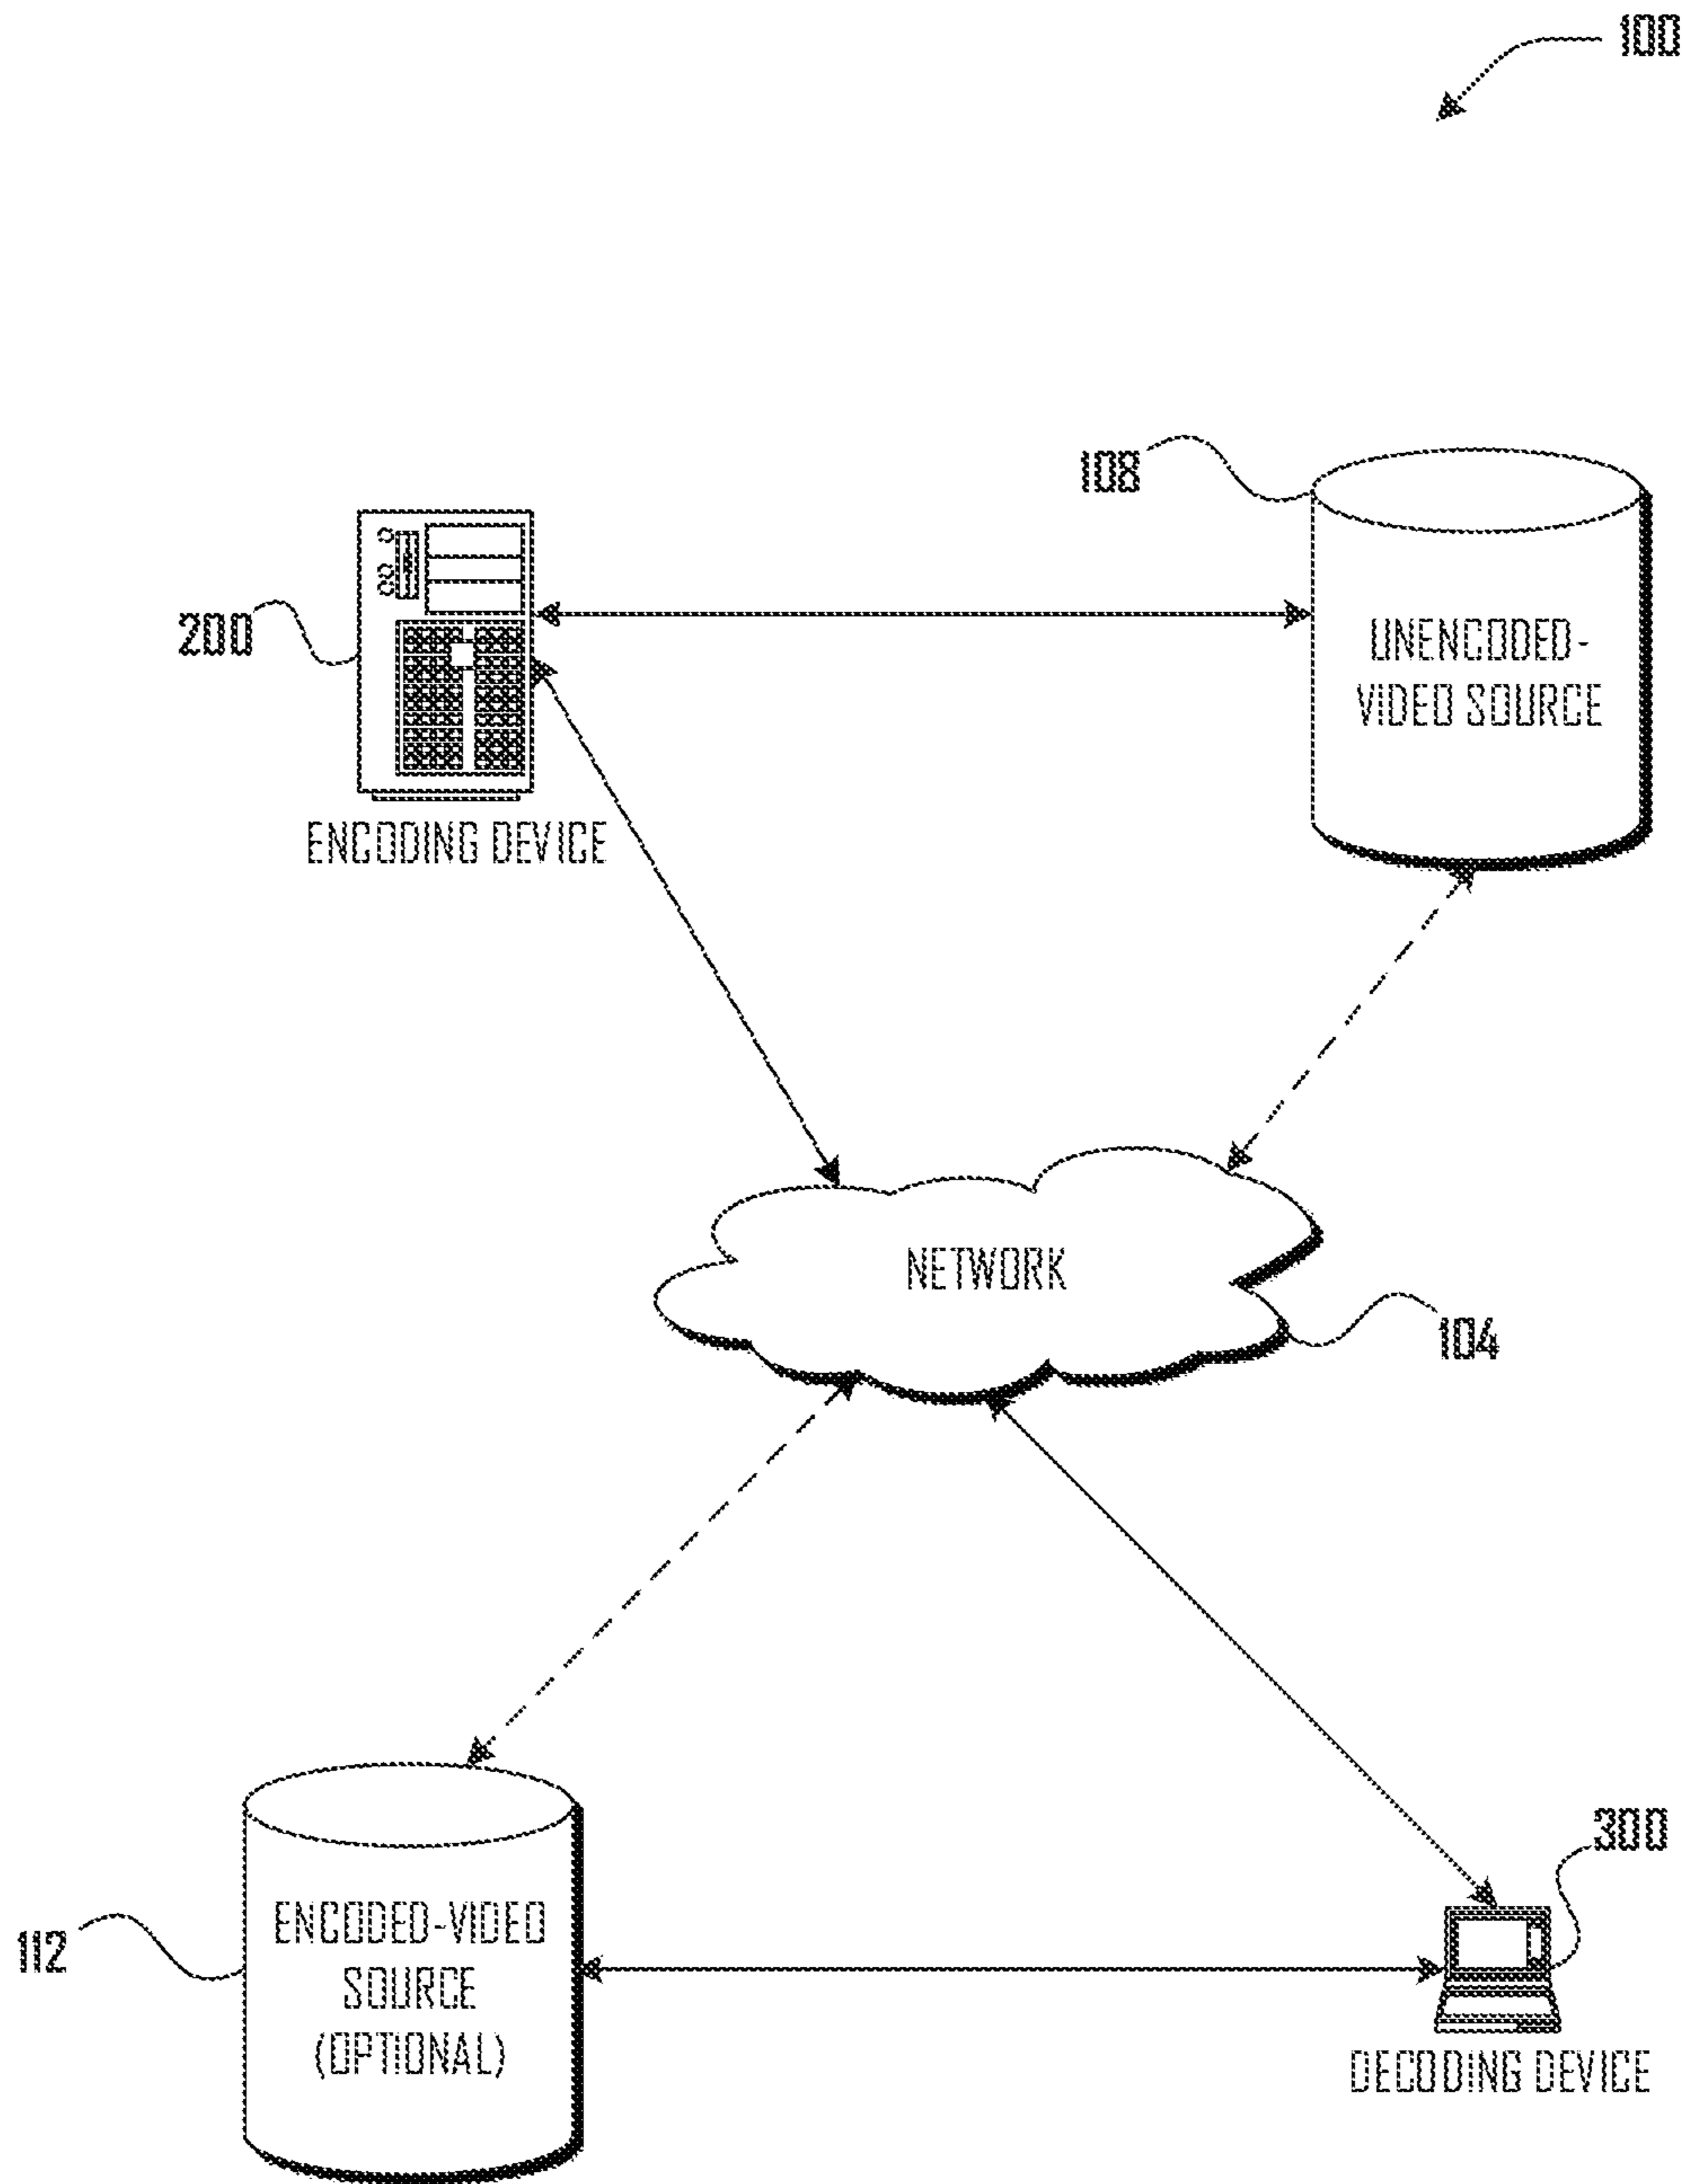 100
108
200
UNENCODED-
VIDEO SOURCE
ENCODING DEVICE
NETWORK
104
300
112
ENCODED-VIDEO
SOURCE
(OPTIONAL)
DECODING DEVICE